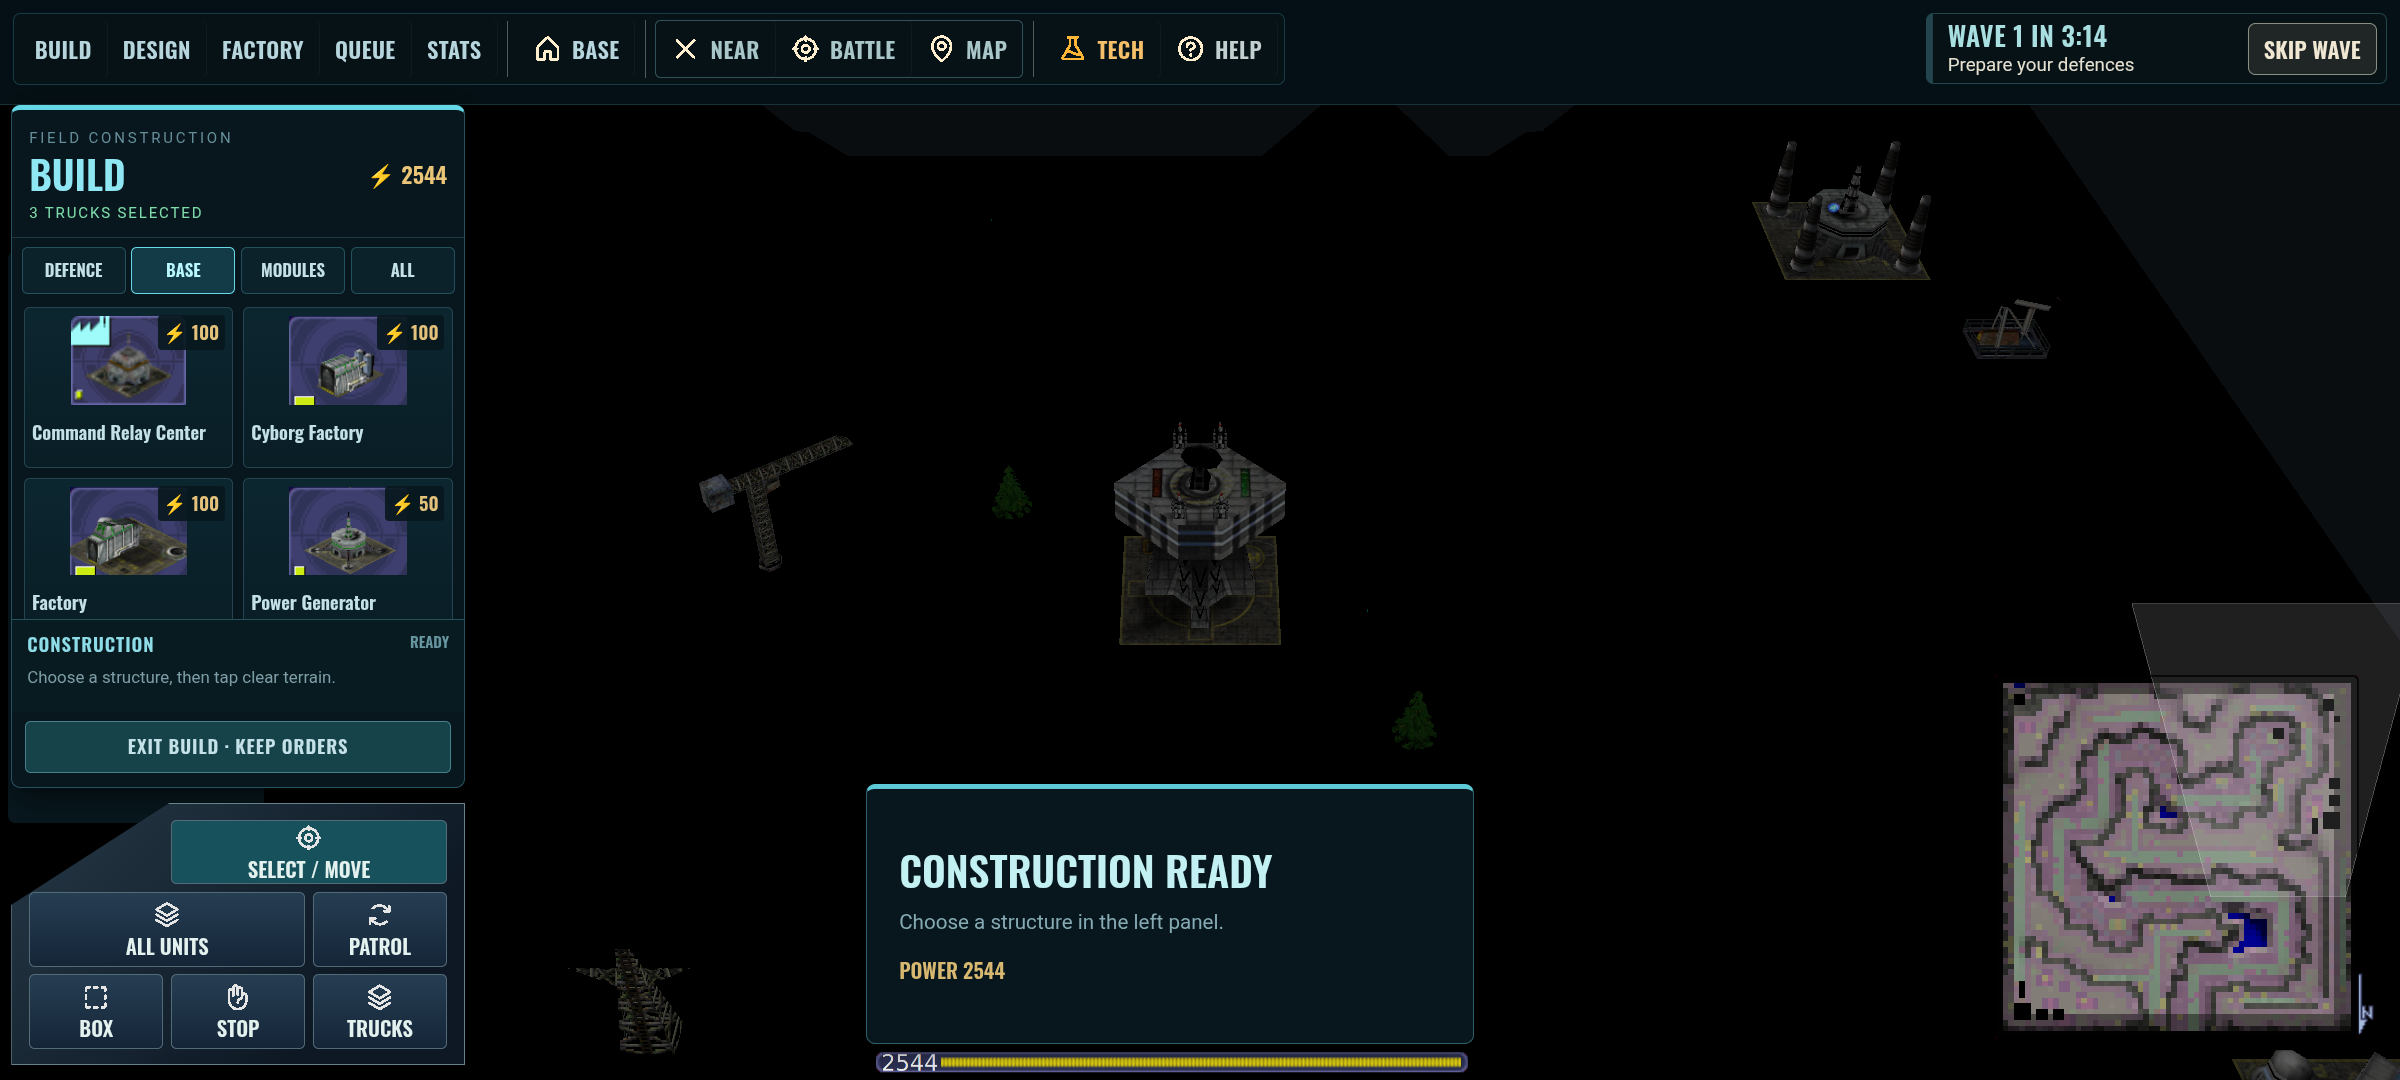 BUILD DESIGN FACTORY QUEUE STATS BASE NEAR BATTLE MAP TECH HELP
WAVE 1 IN 3:14
Prepare your defences
SKIP WAVE
FIELD CONSTRUCTION
BUILD
2544
3 TRUCKS SELECTED
DEFENCE BASE MODULES ALL
100
Command Relay Center
100
Cyborg Factory
100
Factory
50
Power Generator
CONSTRUCTION READY
Choose a structure, then tap clear terrain.
EXIT BUILD · KEEP ORDERS
SELECT / MOVE
ALL UNITS PATROL
BOX STOP TRUCKS
CONSTRUCTION READY
Choose a structure in the left panel.
POWER 2544
2544
N